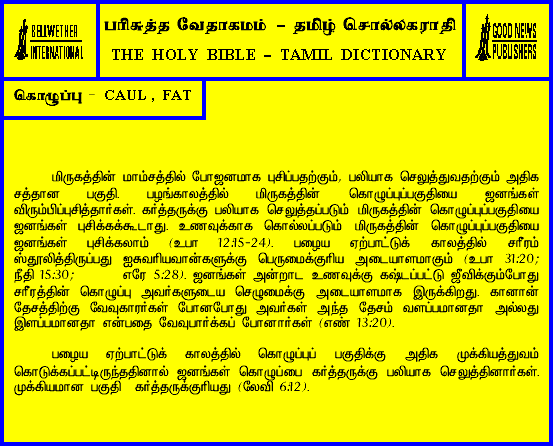 BELLWETHER
INTERNATIONAL
பரிசுத்த வேதாகமம் - தமிழ் சொல்லகராதி
THE HOLY BIBLE - TAMIL DICTIONARY
GOOD NEWS
PUBLISHERS
கொழுப்பு - CAUL , FAT
மிருகத்தின் மாம்சத்தில் போஜனமாக புசிப்பதற்கும், பலியாக செலுத்துவதற்கும் அதிக
சத்தான பகுதி. பழங்காலத்தில் மிருகத்தின் கொழுப்புப்பகுதியை ஜனங்கள்
விரும்பிப்புசித்தார்கள். கர்த்தருக்கு பலியாக செலுத்தப்படும் மிருகத்தின் கொழுப்புப்பகுதியை
ஜனங்கள் புசிக்கக்கூடாது. உணவுக்காக கொல்லப்படும் மிருகத்தின் கொழுப்புப்பகுதியை
ஜனங்கள் புசிக்கலாம் (உபா 12:15-24). பழைய ஏற்பாட்டுக் காலத்தில் சரீரம்
ஸ்தூலித்திருப்பது ஐசுவரியவான்களுக்கு பெருமைக்குரிய அடையாளமாகும் (உபா 31:20;
நீதி 15:30; எரே 5:28). ஜனங்கள் அன்றாட உணவுக்கு கஷ்டப்பட்டு ஜீவிக்கும்போது
சரீரத்தின் கொழுப்பு அவர்களுடைய செழுமைக்கு அடையாளமாக இருக்கிறது. கானான்
தேசத்திற்கு வேவுகாரர்கள் போனபோது அவர்கள் அந்த தேசம் வளப்பமானதா அல்லது
இளப்பமானதா என்பதை வேவுபார்க்கப் போனார்கள் (எண் 13:20).
பழைய ஏற்பாட்டுக் காலத்தில் கொழுப்புப் பகுதிக்கு அதிக முக்கியத்துவம்
கொடுக்கப்பட்டிருந்ததினால் ஜனங்கள் கொழுப்பை கர்த்தருக்கு பலியாக செலுத்தினார்கள்.
முக்கியமான பகுதி கர்த்தருக்குரியது (லேவி 6:12).